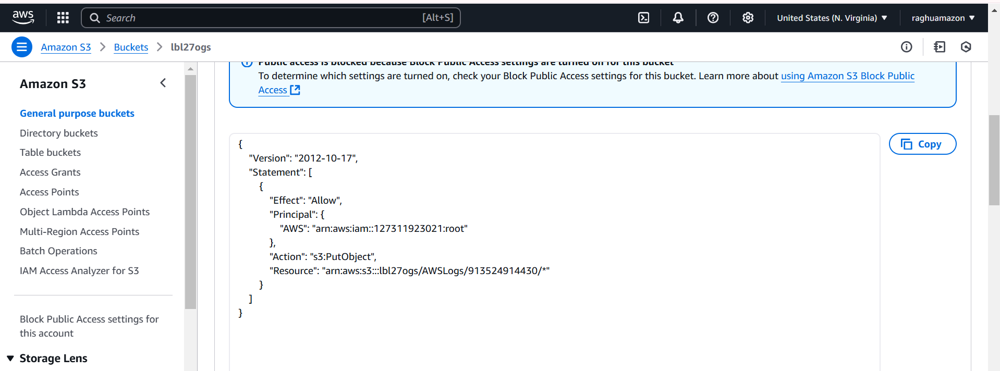 aws
Search [Alt+S]
United States (N. Virginia) ▼
raghuamazon ▼
Amazon S3 > Buckets > lbl27ogs
Amazon S3
General purpose buckets
Directory buckets
Table buckets
Access Grants
Access Points
Object Lambda Access Points
Multi-Region Access Points
Batch Operations
IAM Access Analyzer for S3
Block Public Access settings for
this account
▼ Storage Lens
Public access is blocked because Block Public Access settings are turned on for this bucket
To determine which settings are turned on, check your Block Public Access settings for this bucket. Learn more about using Amazon S3 Block Public
Access
Copy
{
"Version": "2012-10-17",
"Statement": [
{
"Effect": "Allow",
"Principal": {
"AWS": "arn:aws:iam::127311923021:root"
},
"Action": "s3:PutObject",
"Resource": "arn:aws:s3:::lbl27ogs/AWSLogs/913524914430/*"
}
]
}